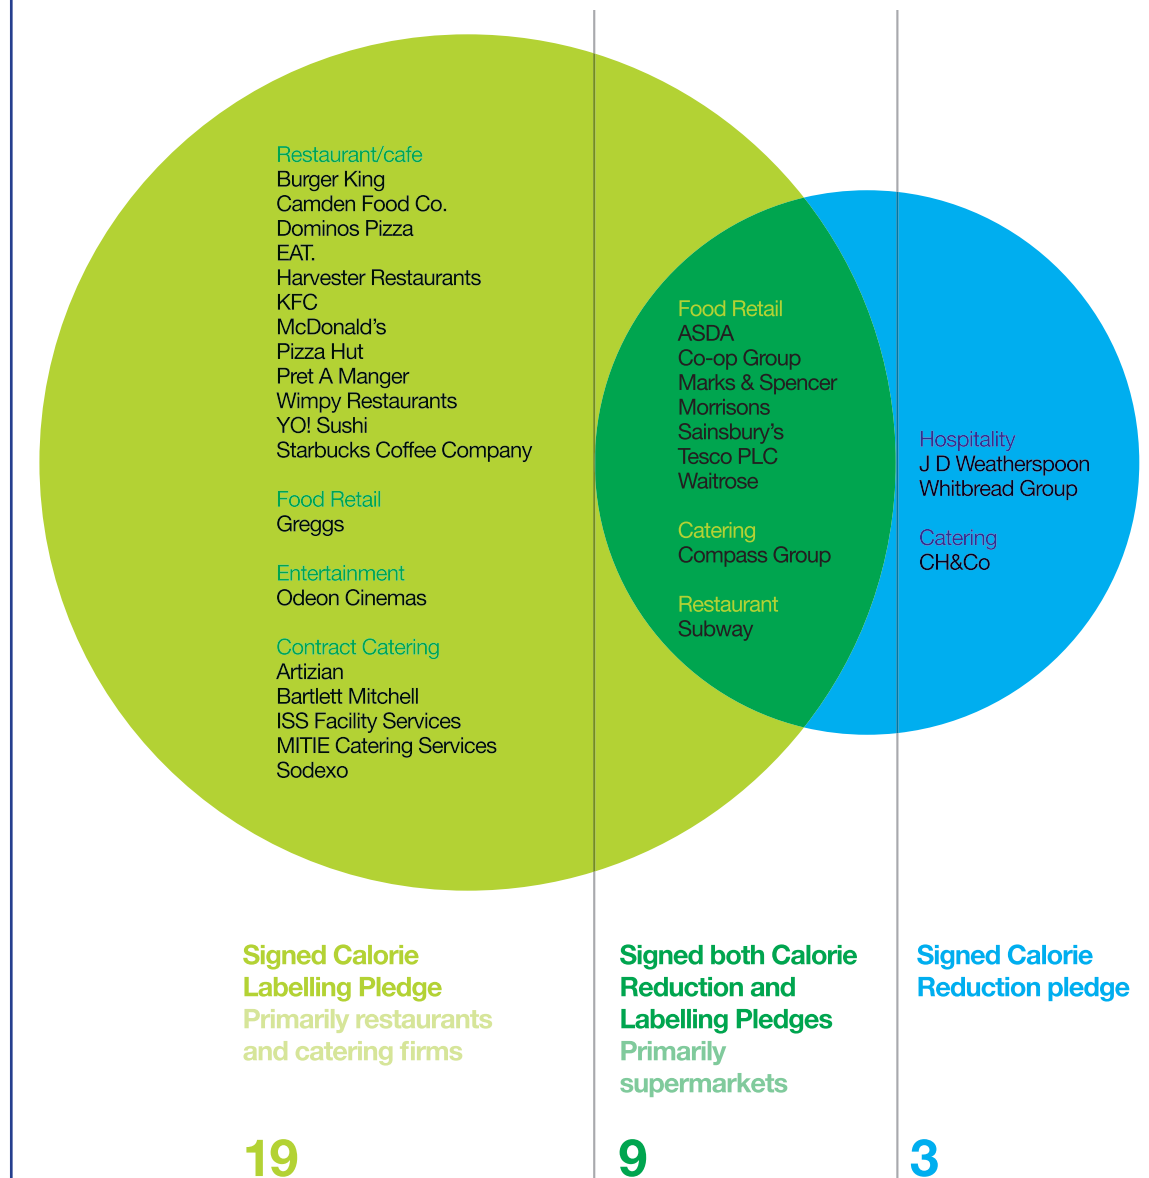 Restaurant/cafe
Burger King
Camden Food Co.
Dominos Pizza
EAT.
Harvester Restaurants
KFC
McDonald’s
Pizza Hut
Pret A Manger
Wimpy Restaurants
YO! Sushi
Starbucks Coffee Company
Food Retail
Greggs
Entertainment
Odeon Cinemas
Contract Catering
Artizian
Bartlett Mitchell
ISS Facility Services
MITIE Catering Services
Sodexo
Food Retail
ASDA
Co-op Group
Marks & Spencer
Morrisons
Sainsbury’s
Tesco PLC
Waitrose
Catering
Compass Group
Restaurant
Subway
Hospitality
J D Weatherspoon
Whitbread Group
Catering
CH&Co
Signed Calorie
Labelling Pledge
Primarily restaurants
and catering firms
19
Signed both Calorie
Reduction and
Labelling Pledges
Primarily
supermarkets
9
Signed Calorie
Reduction pledge
3